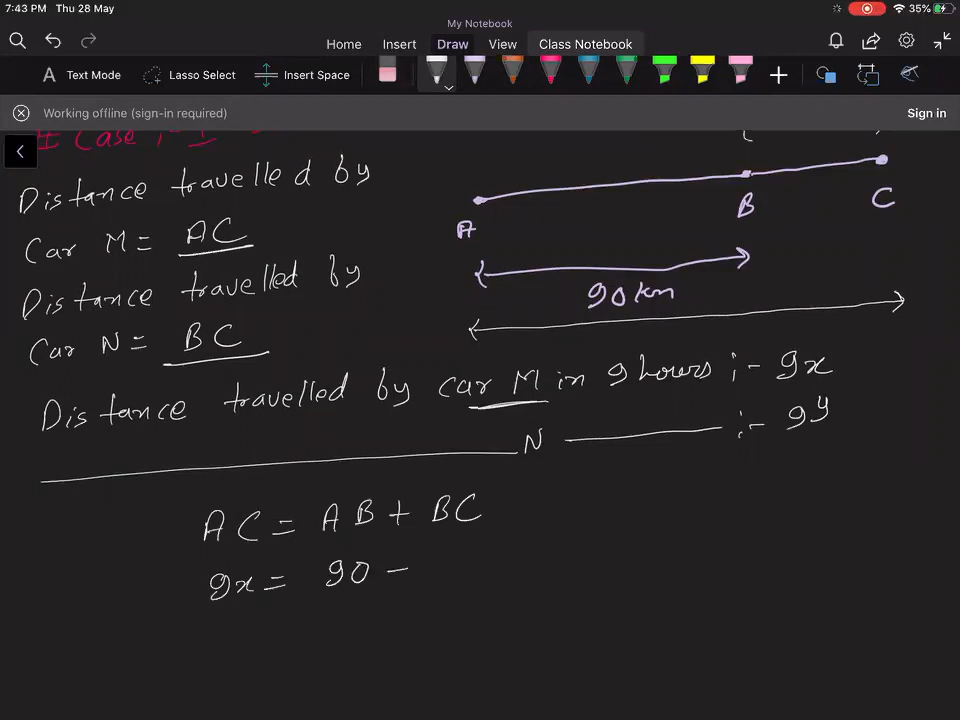 7:43 PM Thu 28 May
35%
My Notebook
Home Insert Draw View Class Notebook
Text Mode Lasso Select Insert Space
Working offline (sign-in required) Sign in
# Case :- I
Distance travelled by
Car M = AC
Distance travelled by
Car N = BC
A B C
90 km
Distance travelled by car M in 9 hours :- 9x
N :- 9y
AC = AB + BC
9x = 90 -